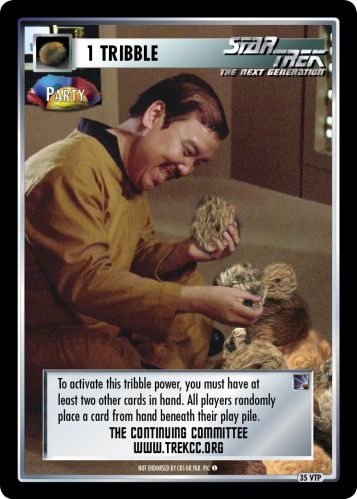 1 TRIBBLE
STAR TREK
THE NEXT GENERATION
PARTY
To activate this tribble power, you must have at
least two other cards in hand. All players randomly
place a card from hand beneath their play pile.
THE CONTINUING COMMITTEE
WWW.TREKCC.ORG
NOT ENDORSED BY CBS OR PAR. PIC
35 VTP